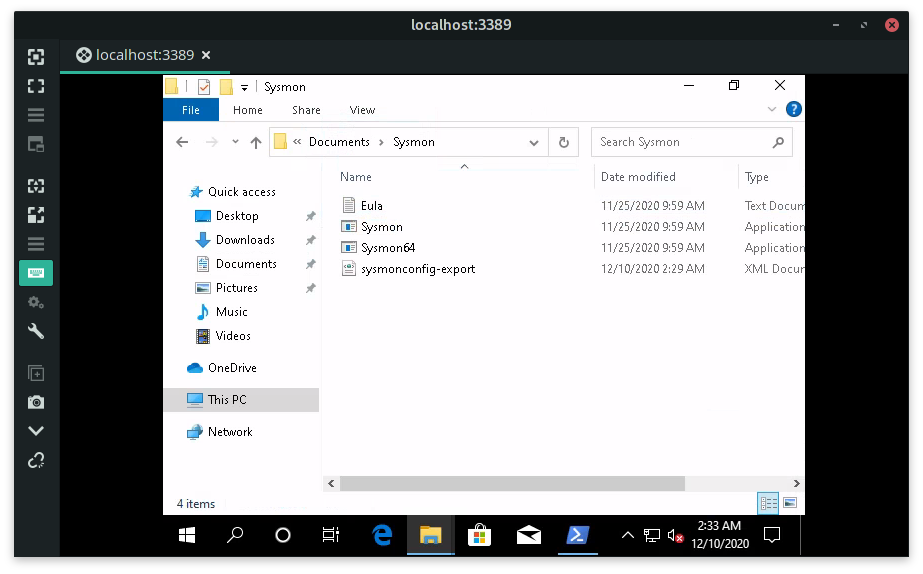 localhost:3389
localhost:3389 ×
Sysmon
File Home Share View
« Documents > Sysmon
Search Sysmon
Name Date modified Type
Eula 11/25/2020 9:59 AM Text Docum
Sysmon 11/25/2020 9:59 AM Application
Sysmon64 11/25/2020 9:59 AM Application
sysmonconfig-export 12/10/2020 2:29 AM XML Docum
Quick access
Desktop
Downloads
Documents
Pictures
Music
Videos
OneDrive
This PC
Network
4 items
2:33 AM
12/10/2020